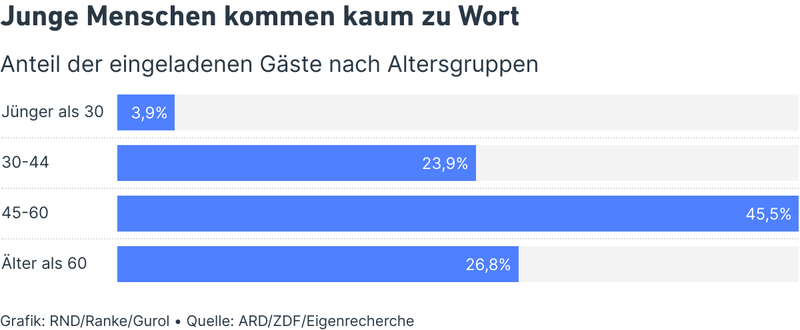 Junge Menschen kommen kaum zu Wort
Anteil der eingeladenen Gäste nach Altersgruppen
Jünger als 30 3,9%
30-44 23,9%
45-60 45,5%
Älter als 60 26,8%
Grafik: RND/Ranke/Gurol • Quelle: ARD/ZDF/Eigenrecherche